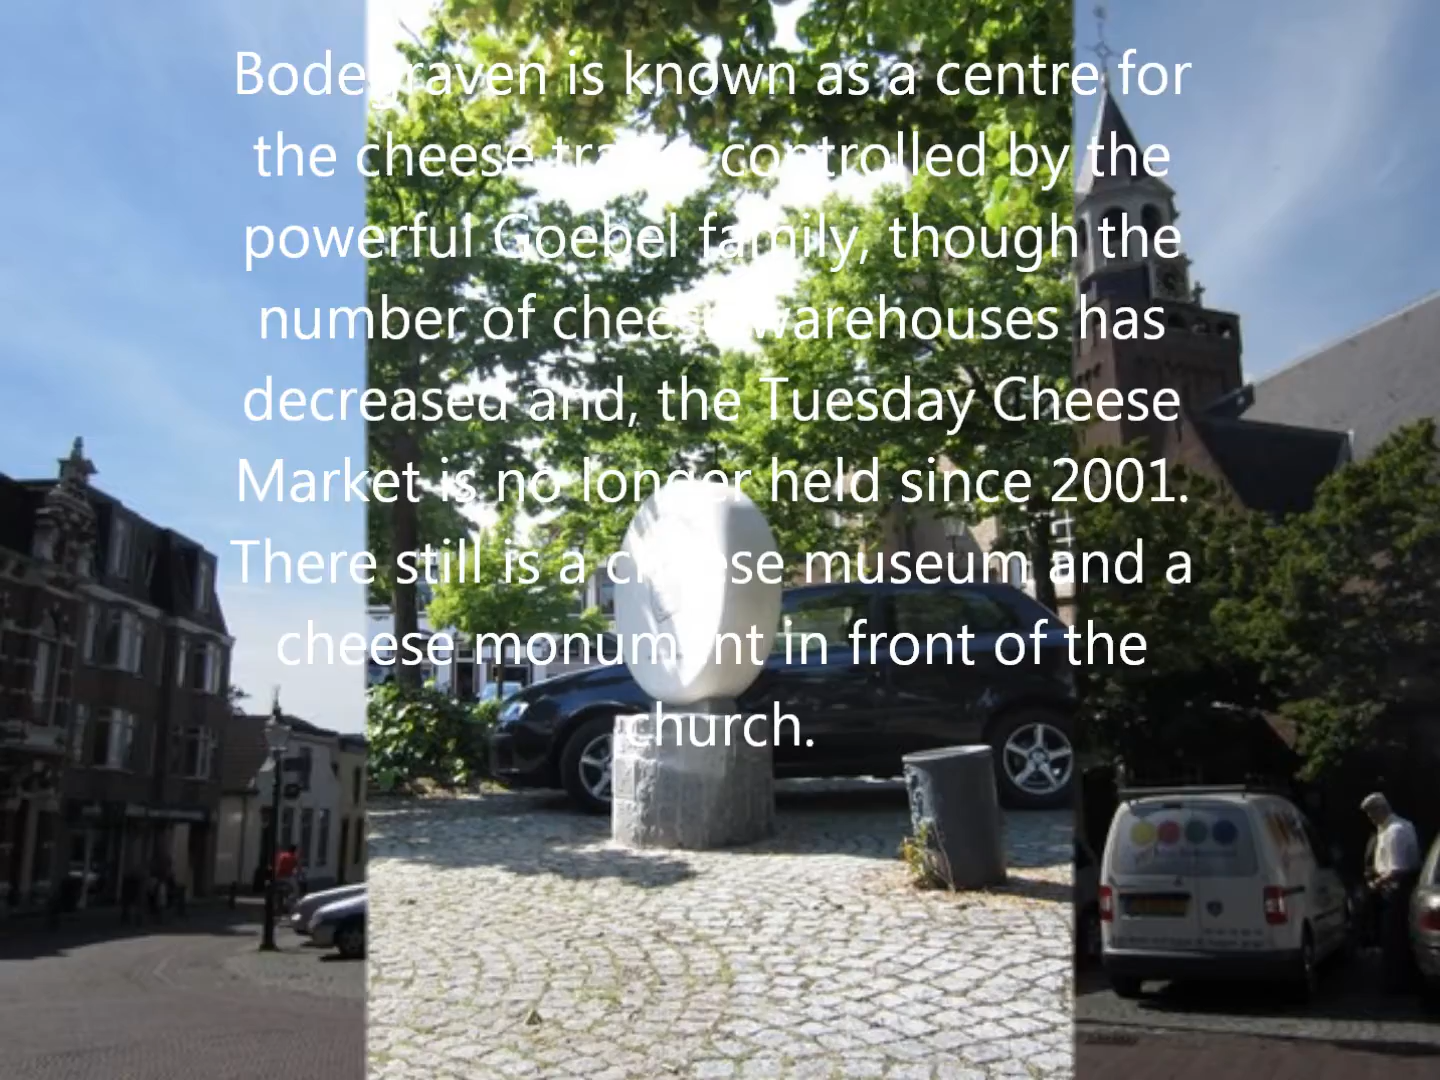 Bodegraven is known as a centre for
the cheese trade, controlled by the
powerful Goebel family, though the
number of cheese warehouses has
decreased and, the Tuesday Cheese
Market is no longer held since 2001.
There still is a cheese museum and a
cheese monument in front of the
church.